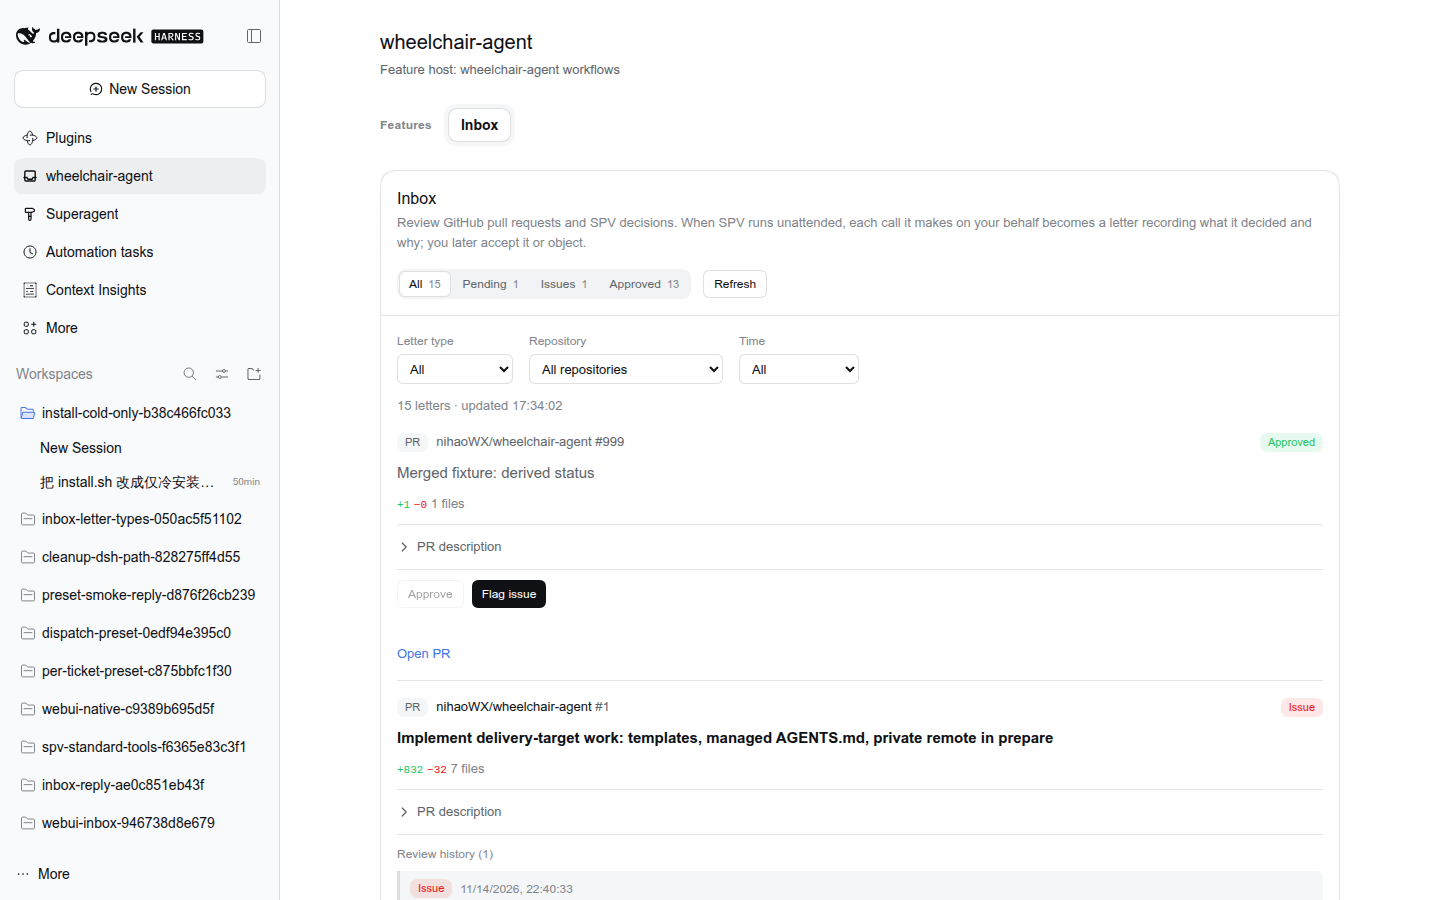 deepseek HARNESS
New Session
Plugins
wheelchair-agent
Superagent
Automation tasks
Context Insights
More
Workspaces
install-cold-only-b38c466fc033
New Session
把 install.sh 改成仅冷安装… 50min
inbox-letter-types-050ac5f51102
cleanup-dsh-path-828275ff4d55
preset-smoke-reply-d876f26cb239
dispatch-preset-0edf94e395c0
per-ticket-preset-c875bbfc1f30
webui-native-c9389b695d5f
spv-standard-tools-f6365e83c3f1
inbox-reply-ae0c851eb43f
webui-inbox-946738d8e679
More
wheelchair-agent
Feature host: wheelchair-agent workflows
Features Inbox
Inbox
Review GitHub pull requests and SPV decisions. When SPV runs unattended, each call it makes on your behalf becomes a letter recording what it decided and
why; you later accept it or object.
All 15 Pending 1 Issues 1 Approved 13 Refresh
Letter type Repository Time
All All repositories All
15 letters · updated 17:34:02
PR nihaoWX/wheelchair-agent #999 Approved
Merged fixture: derived status
+1 −0 1 files
PR description
Approve Flag issue
Open PR
PR nihaoWX/wheelchair-agent #1 Issue
Implement delivery-target work: templates, managed AGENTS.md, private remote in prepare
+832 −32 7 files
PR description
Review history (1)
Issue 11/14/2026, 22:40:33